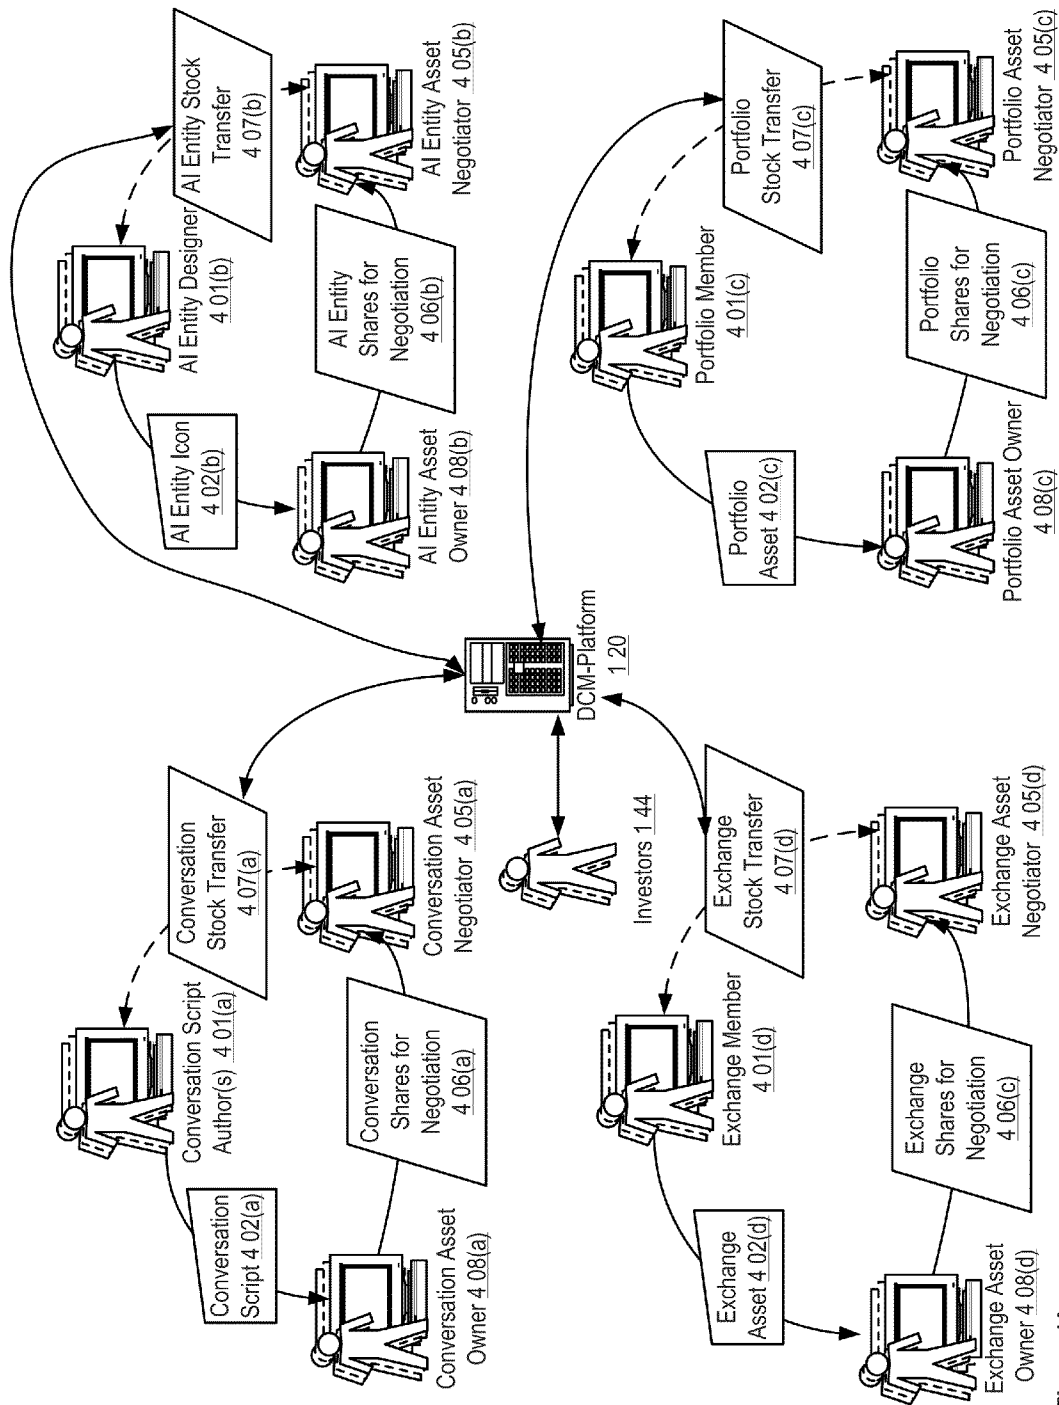 Conversation Script
Author(s) 4 01(a)
Conversation
Script 4 02(a)
Conversation Asset
Owner 4 08(a)
Conversation
Shares for
Negotiation
4 06(a)
Conversation
Stock Transfer
4 07(a)
Conversation Asset
Negotiator 4 05(a)
AI Entity Designer
4 01(b)
AI Entity Icon
4 02(b)
AI Entity Asset
Owner 4 08(b)
AI Entity
Shares for
Negotiation
4 06(b)
AI Entity Stock
Transfer
4 07(b)
AI Entity Asset
Negotiator 4 05(b)
Investors 1 44
DCM-Platform
1 20
Exchange Member
4 01(d)
Exchange
Asset 4 02(d)
Exchange Asset
Owner 4 08(d)
Exchange
Shares for
Negotiation
4 06(c)
Exchange
Stock Transfer
4 07(d)
Exchange Asset
Negotiator 4 05(d)
Portfolio Member
4 01(c)
Portfolio
Asset 4 02(c)
Portfolio Asset Owner
4 08(c)
Portfolio
Shares for
Negotiation
4 06(c)
Portfolio
Stock Transfer
4 07(c)
Portfolio Asset
Negotiator 4 05(c)